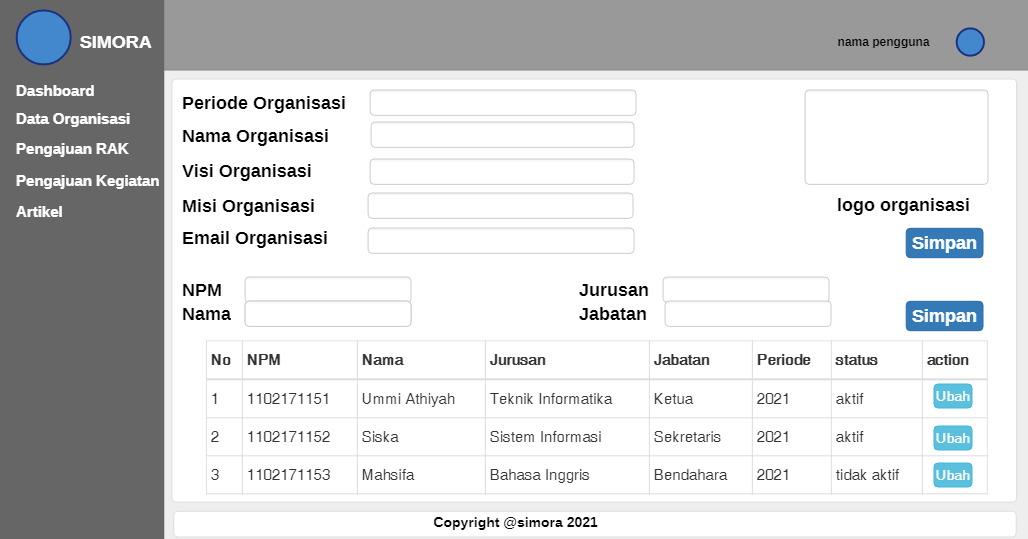 SIMORA
nama pengguna
Dashboard
Data Organisasi
Pengajuan RAK
Pengajuan Kegiatan
Artikel
Periode Organisasi
Nama Organisasi
Visi Organisasi
Misi Organisasi
Email Organisasi
logo organisasi
Simpan
NPM Jurusan
Nama Jabatan Simpan
No NPM Nama Jurusan Jabatan Periode status action
1 1102171151 Ummi Athiyah Teknik Informatika Ketua 2021 aktif Ubah
2 1102171152 Siska Sistem Informasi Sekretaris 2021 aktif Ubah
3 1102171153 Mahsifa Bahasa Inggris Bendahara 2021 tidak aktif Ubah
Copyright @simora 2021